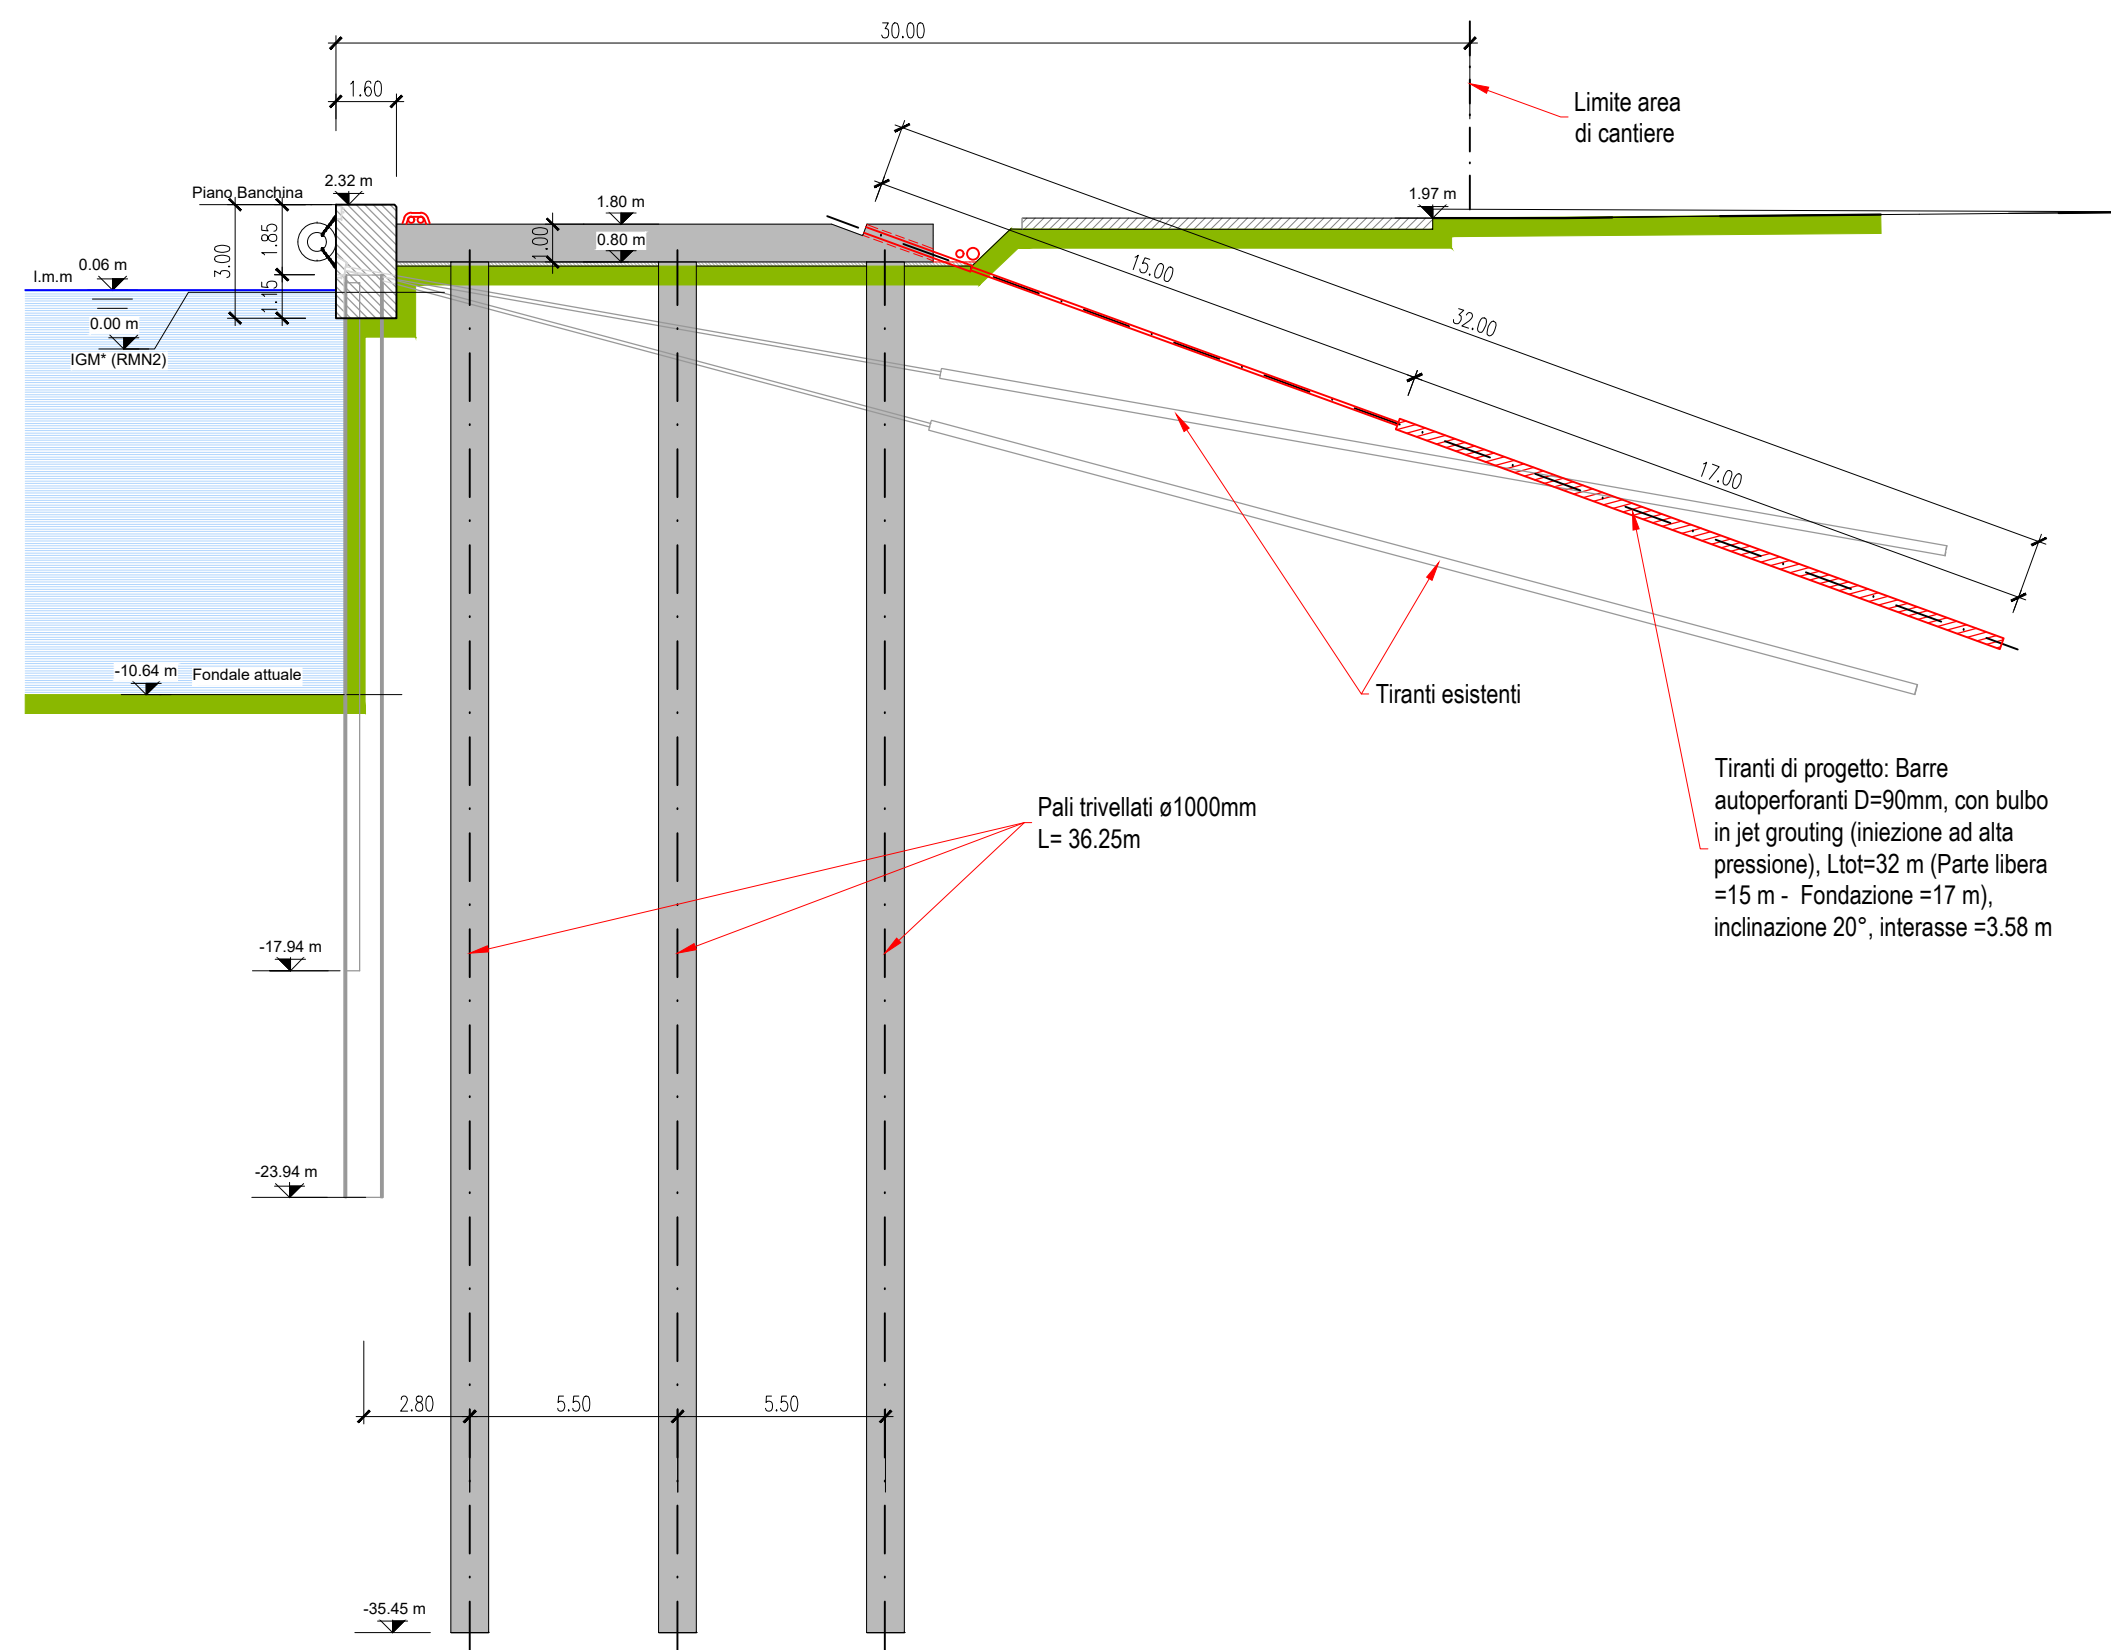 30.00
1.60
Limite area
di cantiere
Piano Banchina
2.32 m
1.80 m
1.97 m
3.00
1.85
1.00
0.80 m
l.m.m
0.06 m
1.15
0.00 m
IGM* (RMN2)
15.00
32.00
17.00
-10.64 m
Fondale attuale
Tiranti esistenti
Tiranti di progetto: Barre
autoperforanti D=90mm, con bulbo
in jet grouting (iniezione ad alta
pressione), Ltot=32 m (Parte libera
=15 m - Fondazione =17 m),
inclinazione 20°, interasse =3.58 m
Pali trivellati ø1000mm
L= 36.25m
-17.94 m
-23.94 m
2.80
5.50
5.50
-35.45 m